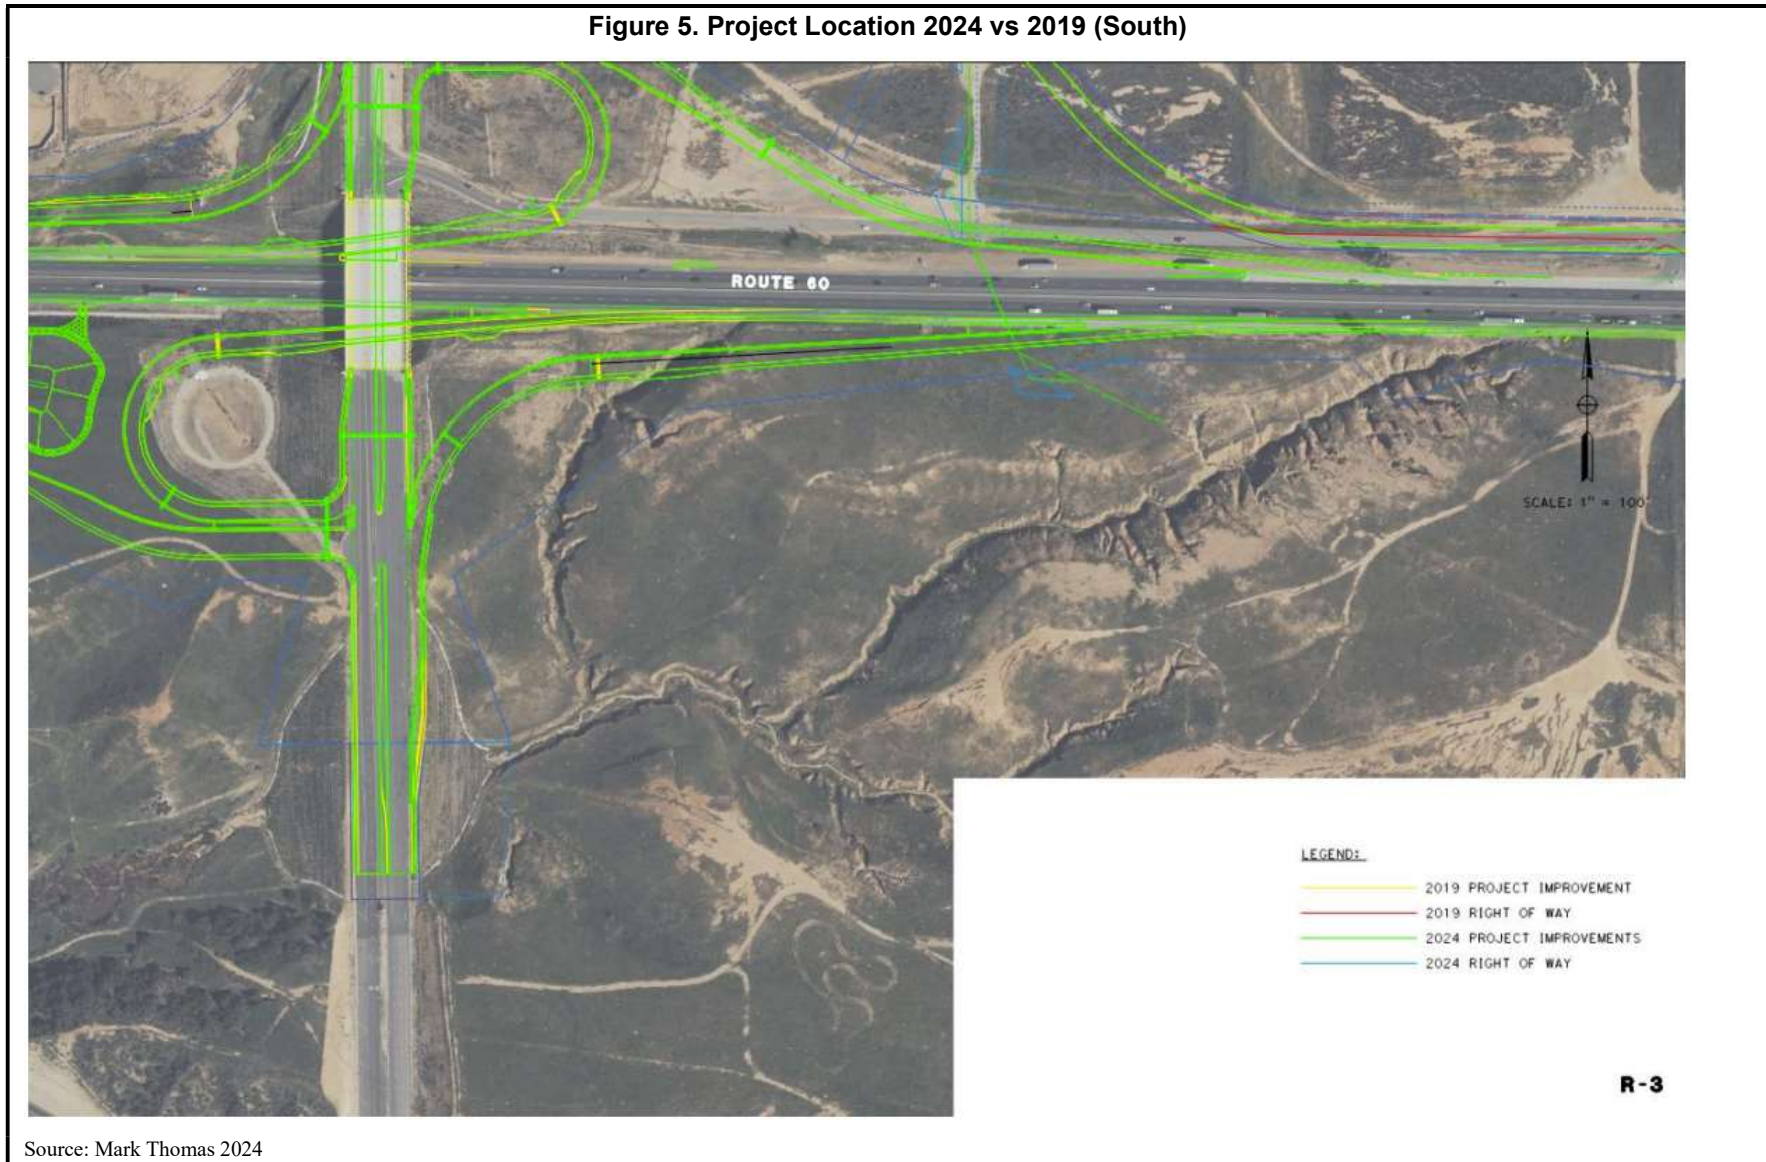 Figure 5. Project Location 2024 vs 2019 (South)
ROUTE 60
SCALE: 1" = 100'
LEGEND:
2019 PROJECT IMPROVEMENT
2019 RIGHT OF WAY
2024 PROJECT IMPROVEMENTS
2024 RIGHT OF WAY
R-3
Source: Mark Thomas 2024